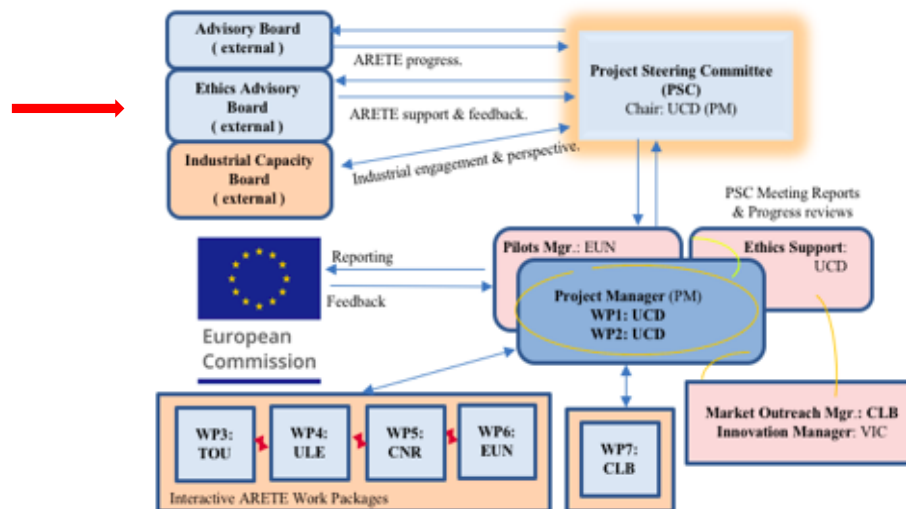 Advisory Board
( external )
ARETE progress.
Ethics Advisory
Board
( external )
ARETE support & feedback.
Industrial Capacity
Board
( external )
Industrial engagement & perspective.
Project Steering Committee
(PSC)
Chair: UCD (PM)
PSC Meeting Reports
& Progress reviews
Pilots Mgr.: EUN
Ethics Support:
UCD
Reporting
Feedback
European
Commission
Project Manager (PM)
WP1: UCD
WP2: UCD
Market Outreach Mgr.: CLB
Innovation Manager: VIC
WP3:
TOU
WP4:
ULE
WP5:
CNR
WP6:
EUN
Interactive ARETE Work Packages
WP7:
CLB